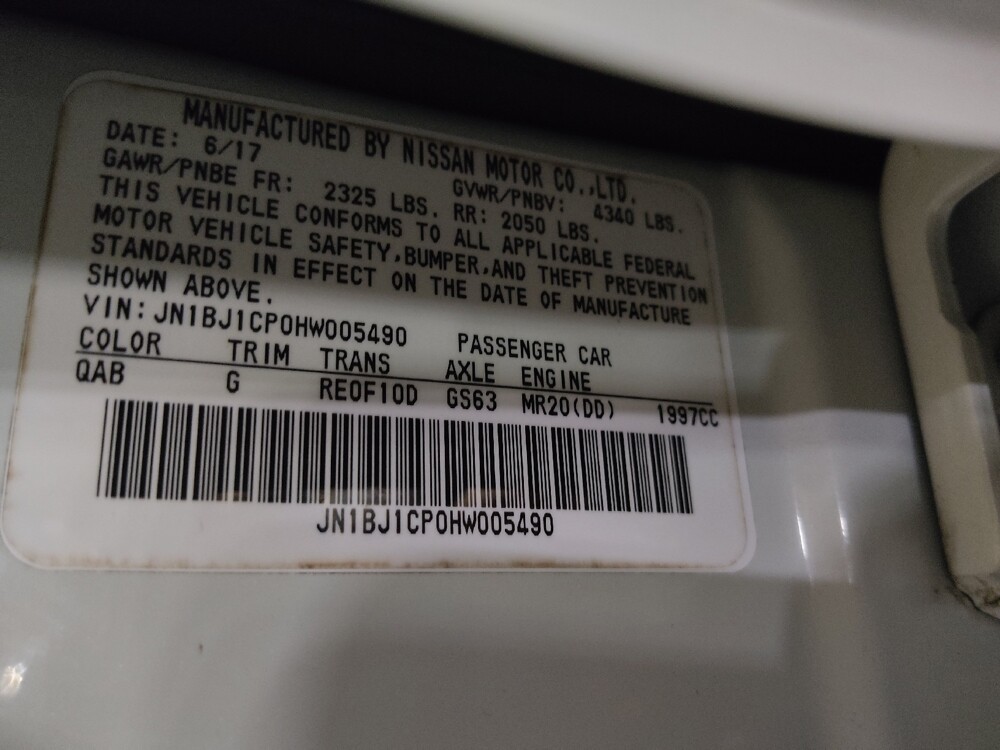 MANUFACTURED BY NISSAN MOTOR CO.,LTD.
DATE: 6/17 GVWR/PNBV: 4340 LBS.
GAWR/PNBE FR: 2325 LBS. RR: 2050 LBS.
THIS VEHICLE CONFORMS TO ALL APPLICABLE FEDERAL
MOTOR VEHICLE SAFETY,BUMPER,AND THEFT PREVENTION
STANDARDS IN EFFECT ON THE DATE OF MANUFACTURE
SHOWN ABOVE.
VIN: JN1BJ1CP0HW005490 PASSENGER CAR
COLOR TRIM TRANS AXLE ENGINE
QAB G RE0F10D GS63 MR20(DD) 1997CC
JN1BJ1CP0HW005490